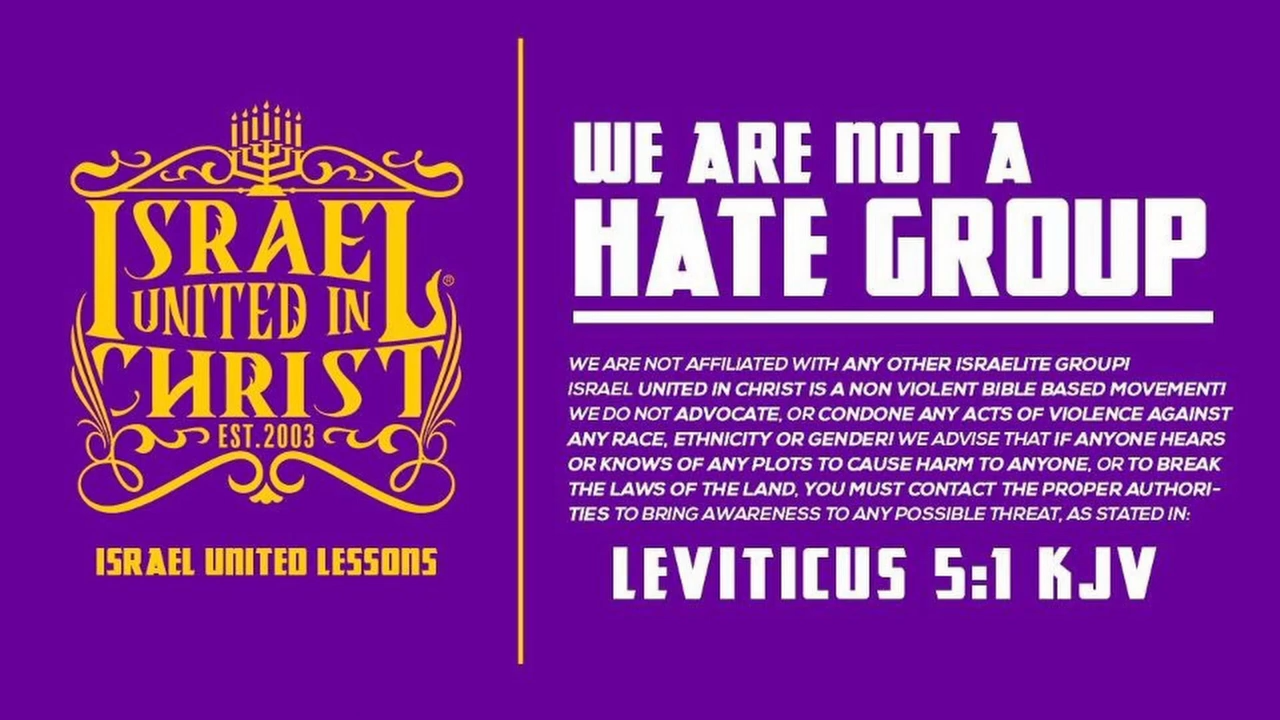 ISRAEL
UNITED IN
CHRIST
®
EST.2003
ISRAEL UNITED LESSONS
WE ARE NOT A
HATE GROUP
WE ARE NOT AFFILIATED WITH ANY OTHER ISRAELITE GROUP!
ISRAEL UNITED IN CHRIST IS A NON VIOLENT BIBLE BASED MOVEMENT!
WE DO NOT ADVOCATE, OR CONDONE ANY ACTS OF VIOLENCE AGAINST
ANY RACE, ETHNICITY OR GENDER! WE ADVISE THAT IF ANYONE HEARS
OR KNOWS OF ANY PLOTS TO CAUSE HARM TO ANYONE, OR TO BREAK
THE LAWS OF THE LAND, YOU MUST CONTACT THE PROPER AUTHORI-
TIES TO BRING AWARENESS TO ANY POSSIBLE THREAT, AS STATED IN:
LEVITICUS 5:1 KJV